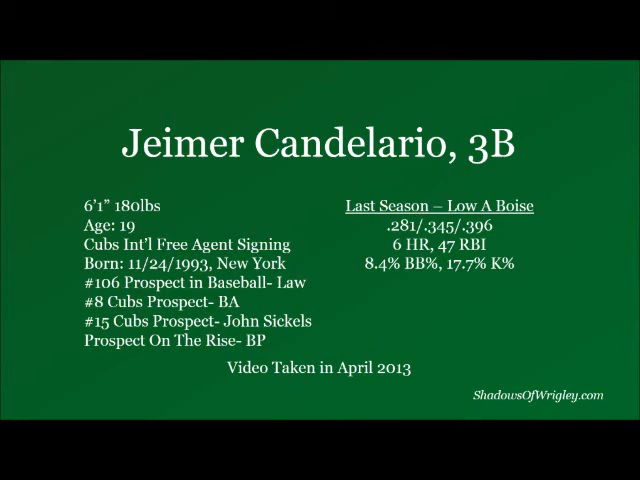 Jeimer Candelario, 3B
6'1” 180lbs
Age: 19
Cubs Int'l Free Agent Signing
Born: 11/24/1993, New York
#106 Prospect in Baseball- Law
#8 Cubs Prospect- BA
#15 Cubs Prospect- John Sickels
Prospect On The Rise- BP
Last Season – Low A Boise
.281/.345/.396
6 HR, 47 RBI
8.4% BB%, 17.7% K%
Video Taken in April 2013
ShadowsOfWrigley.com